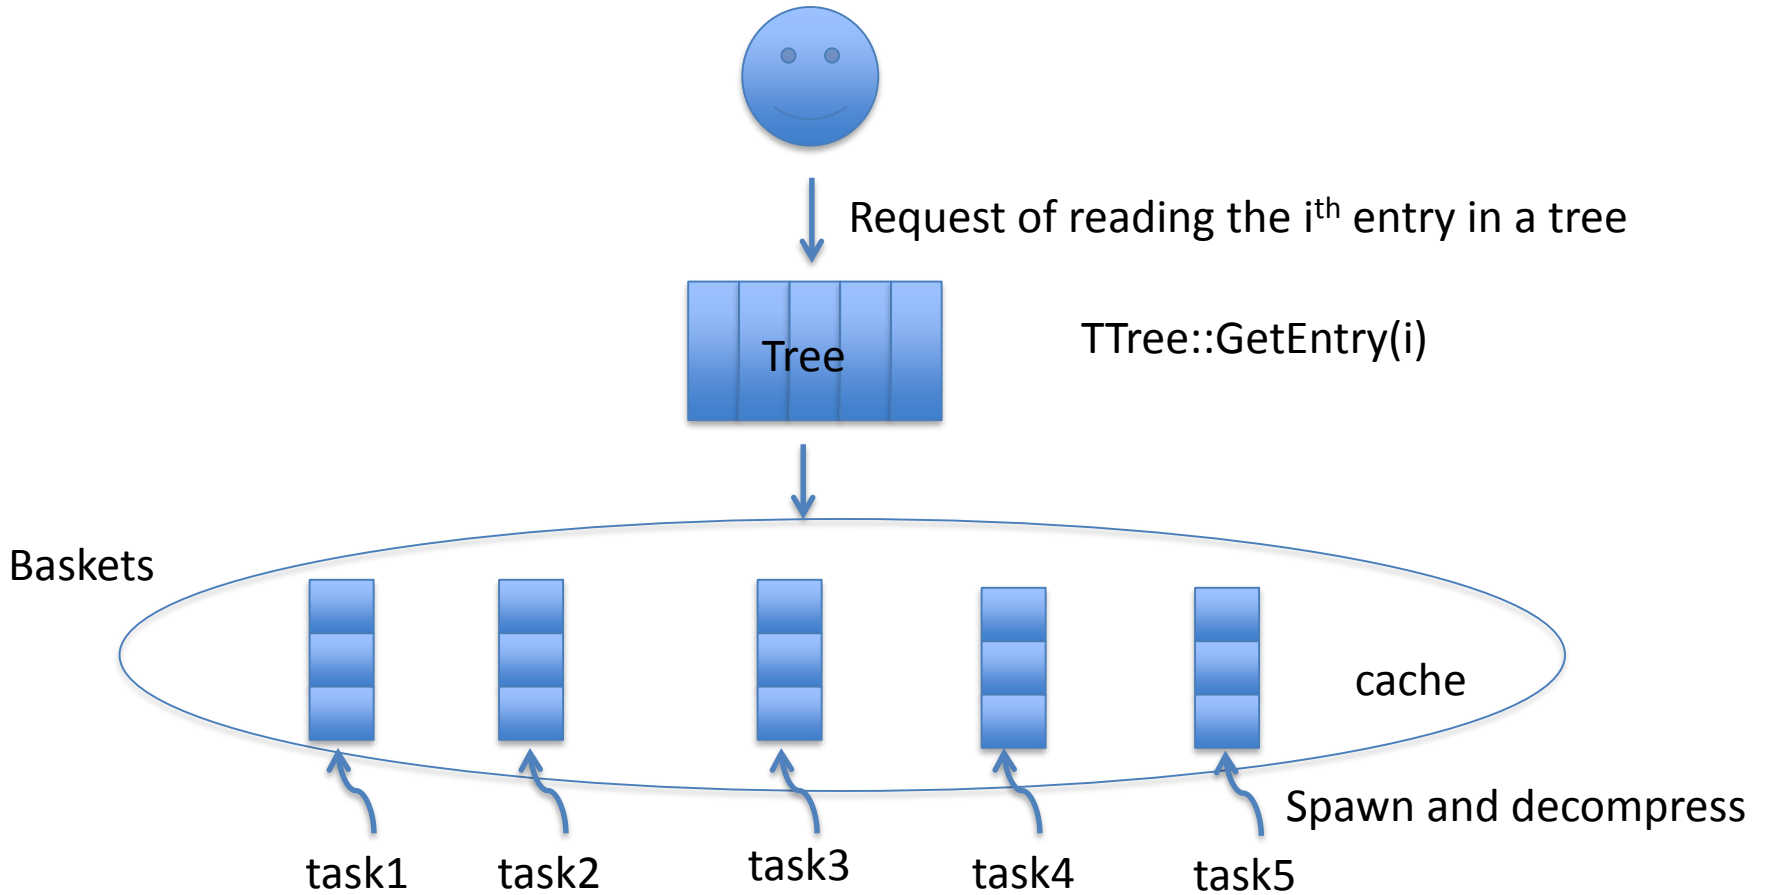 Request of reading the ith entry in a tree
TTree::GetEntry(i)
Tree
Baskets
cache
Spawn and decompress
task1
task2
task3
task4
task5